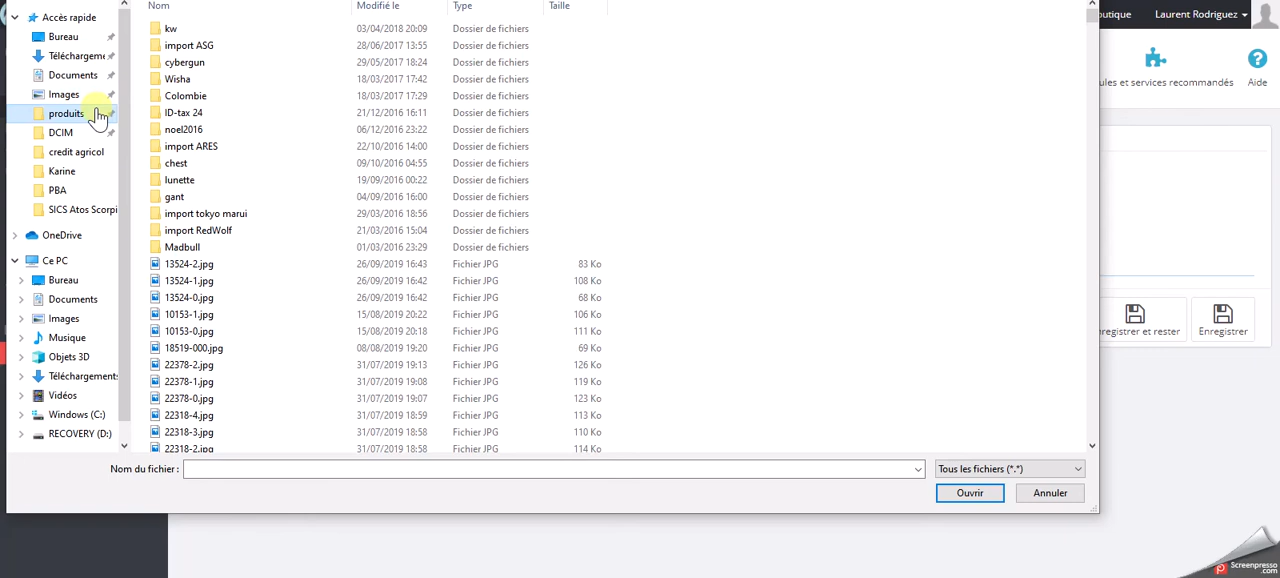 Accès rapide
Bureau
Téléchargeme
Documents
Images
produits
DCIM
credit agricol
Karine
PBA
SICS Atos Scorpi
OneDrive
Ce PC
Bureau
Documents
Images
Musique
Objets 3D
Téléchargements
Vidéos
Windows (C:)
RECOVERY (D:)
Nom Modifié le Type Taille
kw 03/04/2018 20:09 Dossier de fichiers
import ASG 28/06/2017 13:55 Dossier de fichiers
cybergun 29/05/2017 18:24 Dossier de fichiers
Wisha 18/03/2017 17:42 Dossier de fichiers
Colombie 18/03/2017 17:29 Dossier de fichiers
ID-tax 24 21/12/2016 16:11 Dossier de fichiers
noel2016 06/12/2016 23:22 Dossier de fichiers
import ARES 22/10/2016 14:00 Dossier de fichiers
chest 09/10/2016 04:55 Dossier de fichiers
lunette 19/09/2016 00:22 Dossier de fichiers
gant 04/09/2016 16:00 Dossier de fichiers
import tokyo marui 29/03/2016 18:56 Dossier de fichiers
import RedWolf 21/03/2016 15:04 Dossier de fichiers
Madbull 01/03/2016 23:29 Dossier de fichiers
13524-2.jpg 26/09/2019 16:43 Fichier JPG 83 Ko
13524-1.jpg 26/09/2019 16:42 Fichier JPG 108 Ko
13524-0.jpg 26/09/2019 16:42 Fichier JPG 68 Ko
10153-1.jpg 15/08/2019 20:22 Fichier JPG 106 Ko
10153-0.jpg 15/08/2019 20:18 Fichier JPG 111 Ko
18519-000.jpg 08/08/2019 19:20 Fichier JPG 69 Ko
22378-2.jpg 31/07/2019 19:13 Fichier JPG 126 Ko
22378-1.jpg 31/07/2019 19:08 Fichier JPG 119 Ko
22378-0.jpg 31/07/2019 19:07 Fichier JPG 123 Ko
22318-4.jpg 31/07/2019 18:59 Fichier JPG 113 Ko
22318-3.jpg 31/07/2019 18:58 Fichier JPG 110 Ko
22318-2.jpg 31/07/2019 18:58 Fichier JPG 114 Ko
Nom du fichier :
Tous les fichiers (*.*)
Ouvrir Annuler
outique Laurent Rodriguez
ules et services recommandés Aide
nregistrer et rester Enregistrer
Screenpresso
.com